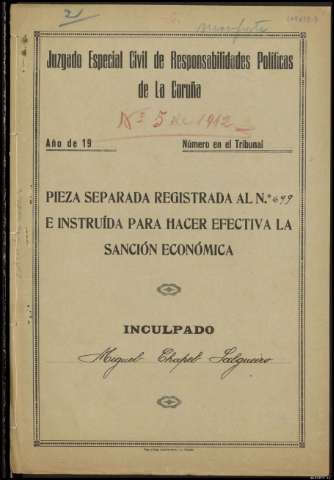 2
Juzgado Especial Civil de Responsabilidades Políticas
de La Coruña
Nº 5 de 1942
Año de 19
Número en el Tribunal
PIEZA SEPARADA REGISTRADA AL N.º 679
E INSTRUÍDA PARA HACER EFECTIVA LA
SANCIÓN ECONÓMICA
INCULPADO
Miguel Chapel Salgueiro